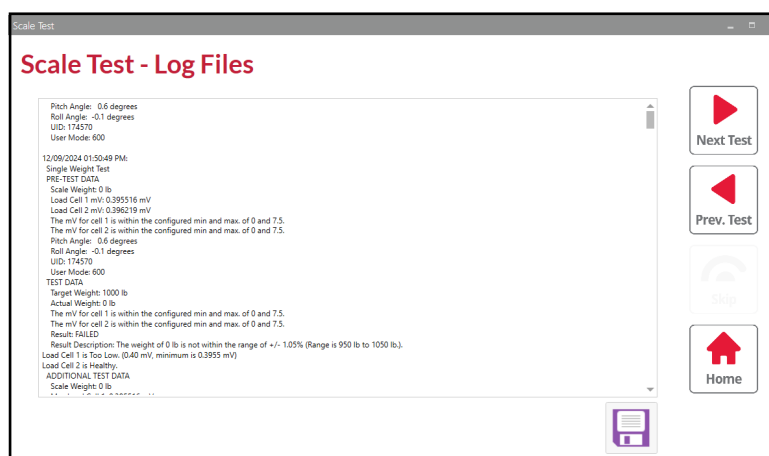 Scale Test
Scale Test - Log Files
Pitch Angle: 0.6 degrees
Roll Angle: -0.1 degrees
UID: 174570
User Mode: 600
12/09/2024 01:50:49 PM:
Single Weight Test
PRE-TEST DATA
Scale Weight: 0 lb
Load Cell 1 mV: 0.395516 mV
Load Cell 2 mV: 0.396219 mV
The mV for cell 1 is within the configured min and max. of 0 and 7.5.
The mV for cell 2 is within the configured min and max. of 0 and 7.5.
Pitch Angle: 0.6 degrees
Roll Angle: -0.1 degrees
UID: 174570
User Mode: 600
TEST DATA
Target Weight: 1000 lb
Actual Weight: 0 lb
The mV for cell 1 is within the configured min and max. of 0 and 7.5.
The mV for cell 2 is within the configured min and max. of 0 and 7.5.
Result: FAILED
Result Description: The weight of 0 lb is not within the range of +/- 1.05% (Range is 950 lb to 1050 lb.).
Load Cell 1 is Too Low. (0.40 mV, minimum is 0.3955 mV)
Load Cell 2 is Healthy.
ADDITIONAL TEST DATA
Scale Weight: 0 lb
Next Test
Prev. Test
Skip
Home